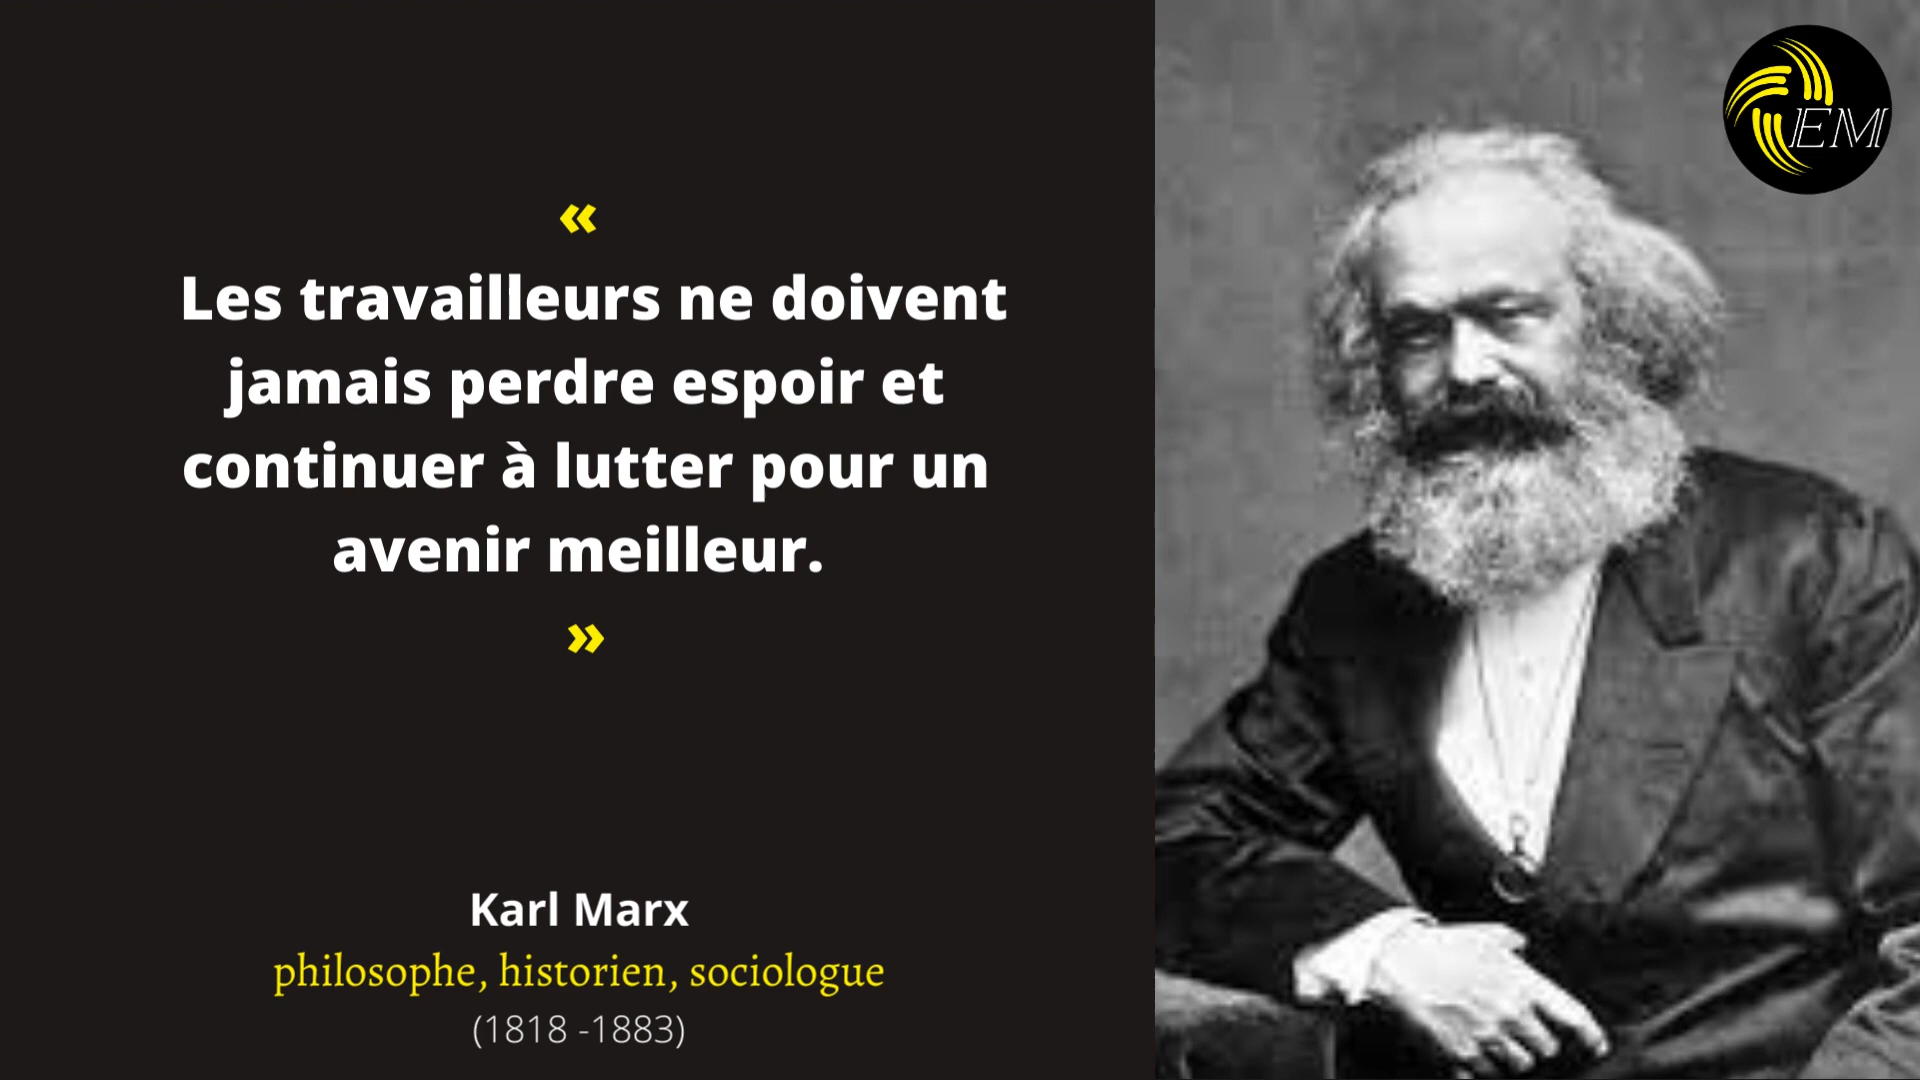 EM
«
Les travailleurs ne doivent
jamais perdre espoir et
continuer à lutter pour un
avenir meilleur.
»
Karl Marx
philosophe, historien, sociologue
(1818 -1883)